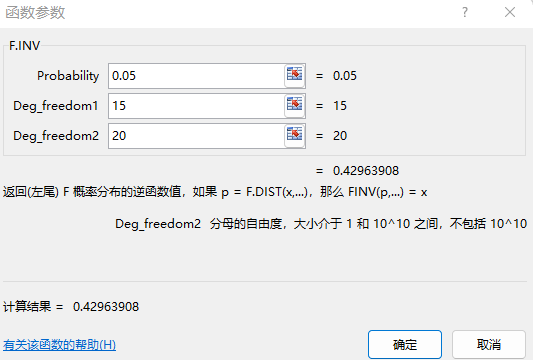 函数参数 ? ×
F.INV
Probability 0.05 = 0.05
Deg_freedom1 15 = 15
Deg_freedom2 20 = 20
= 0.42963908
返回(左尾) F 概率分布的逆函数值，如果 p = F.DIST(x,...)，那么 FINV(p,...) = x
Deg_freedom2 分母的自由度，大小介于 1 和 10^10 之间，不包括 10^10
计算结果 = 0.42963908
有关该函数的帮助(H) 确定 取消